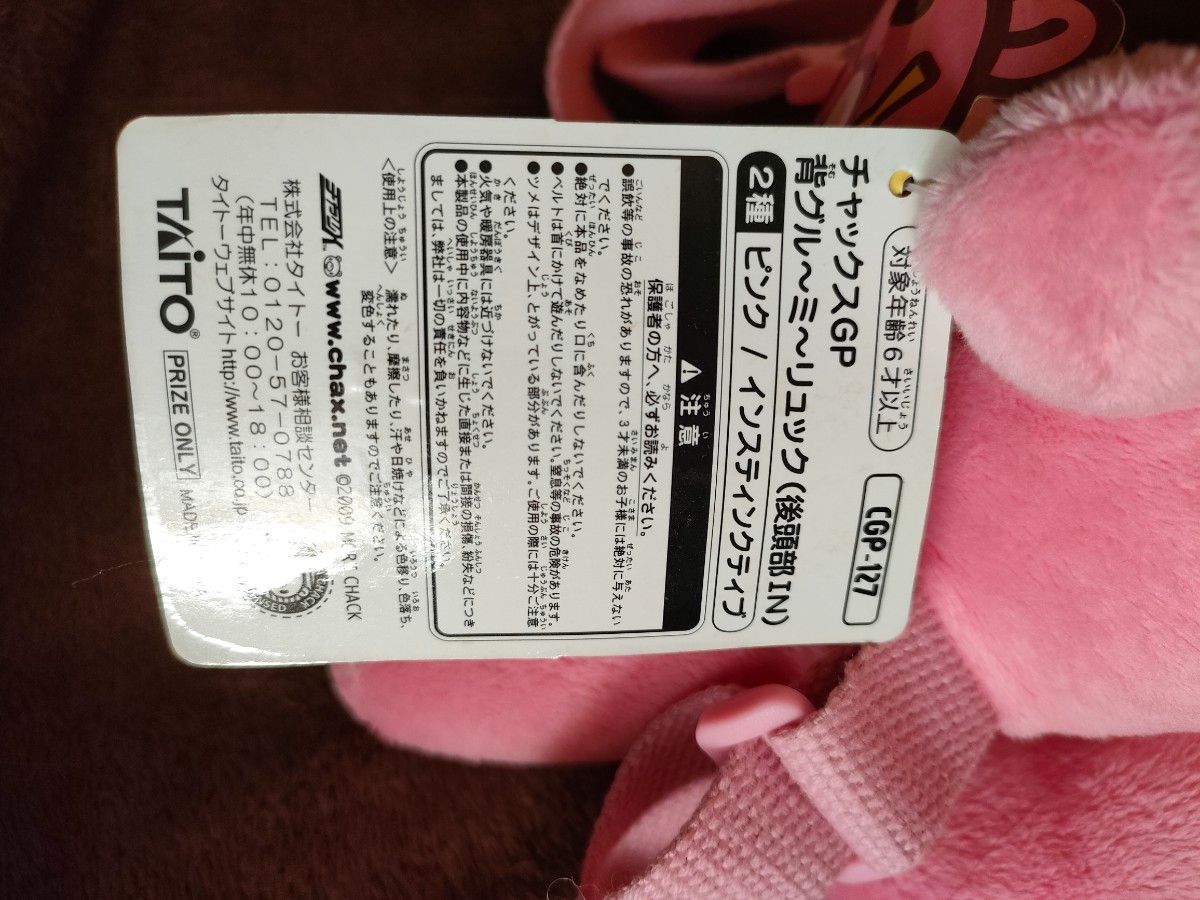 対象年齢6才以上
CGP-127
チャックスGP
背グル〜ミ〜リュック(後頭部IN)
2種 ピンク / インスティンクティブ
⚠注意
保護者の方へ、必ずお読みください。
●誤飲等の事故の恐れがありますので、3才未満のお子様には絶対に与えない
でください。
●絶対に本品をなめたり口に含んだりしないでください。
●ベルトは首にかけて遊んだりしないでください。窒息等の事故の危険があります。
●ツメはデザイン上、とがっている部分があります。ご使用の際には十分ご注意
ください。
●火気や暖房器具には近づけないでください。
●本製品の使用中に内容物などに生じた直接または間接の損傷、紛失などにつき
ましては、弊社は一切の責任を負いかねますのでご了承ください。
<使用上の注意> 濡れたり、摩擦したり、汗や日焼けなどによる色移り、色落ち、
変色することもありますのでご注意ください。
www.chax.net ©2009 CHACK
株式会社タイトー お客様相談センター
TEL:0120-57-0788
(年中無休10:00〜18:00)
タイトーウェブサイト http://www.taito.co.jp
TAITO® PRIZE ONLY MADE